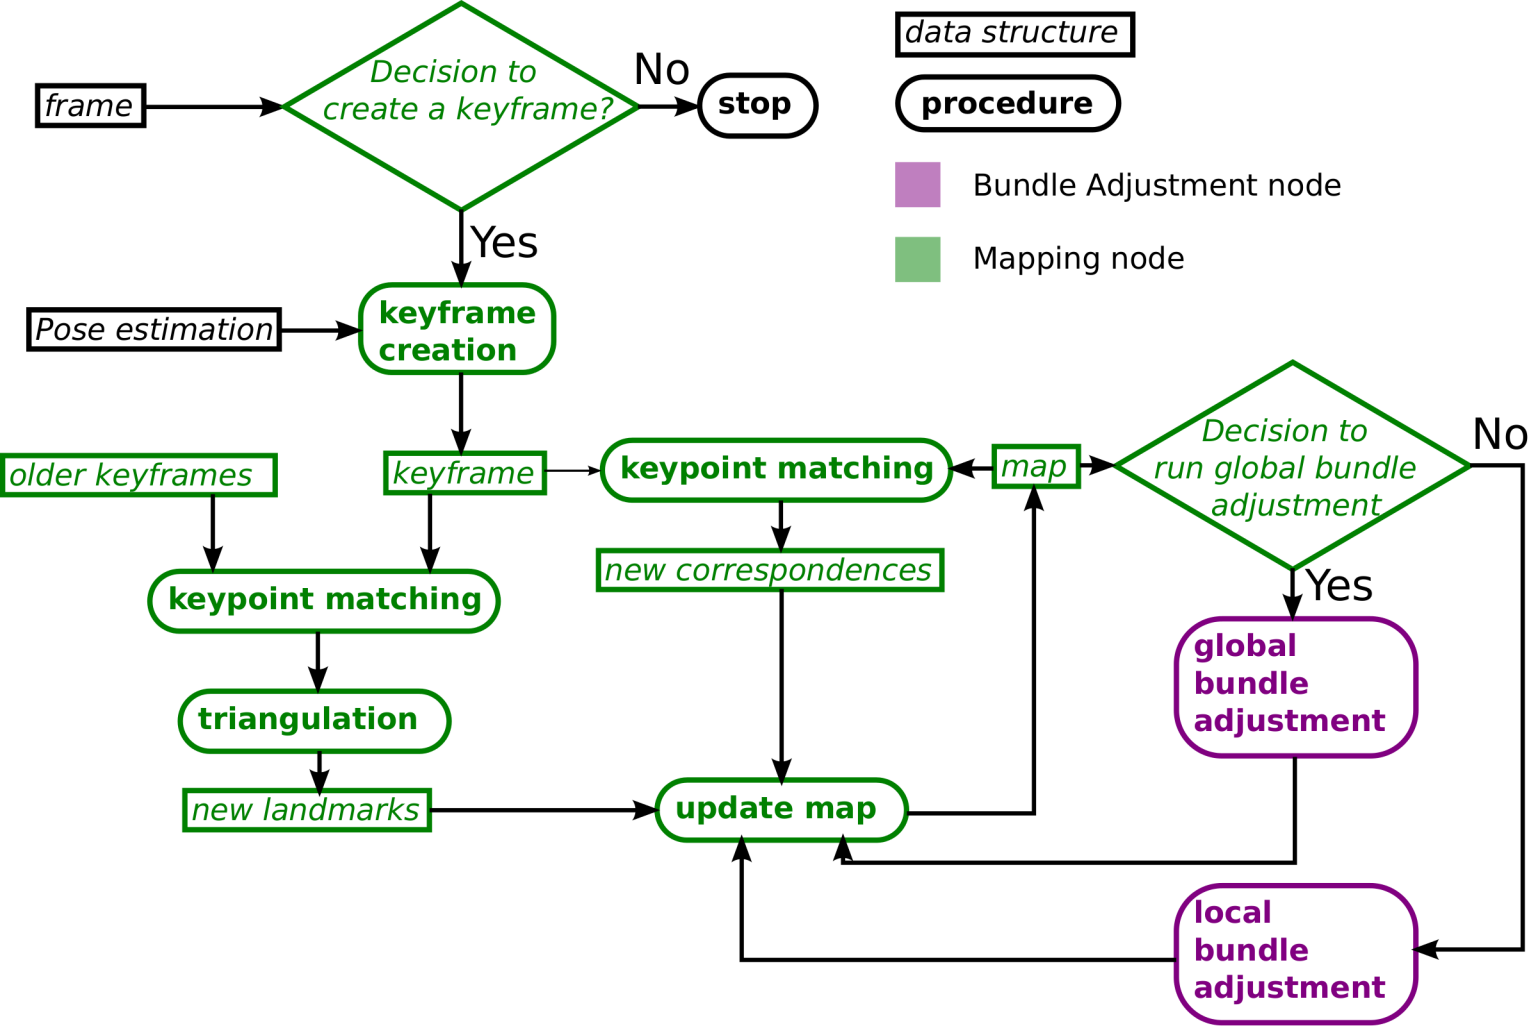 frame
Decision to
create a keyframe?
No
stop
data structure
procedure
Bundle Adjustment node
Mapping node
Yes
Pose estimation
keyframe
creation
older keyframes
keyframe
keypoint matching
map
Decision to
run global bundle
adjustment
No
Yes
keypoint matching
new correspondences
triangulation
new landmarks
update map
global
bundle
adjustment
local
bundle
adjustment